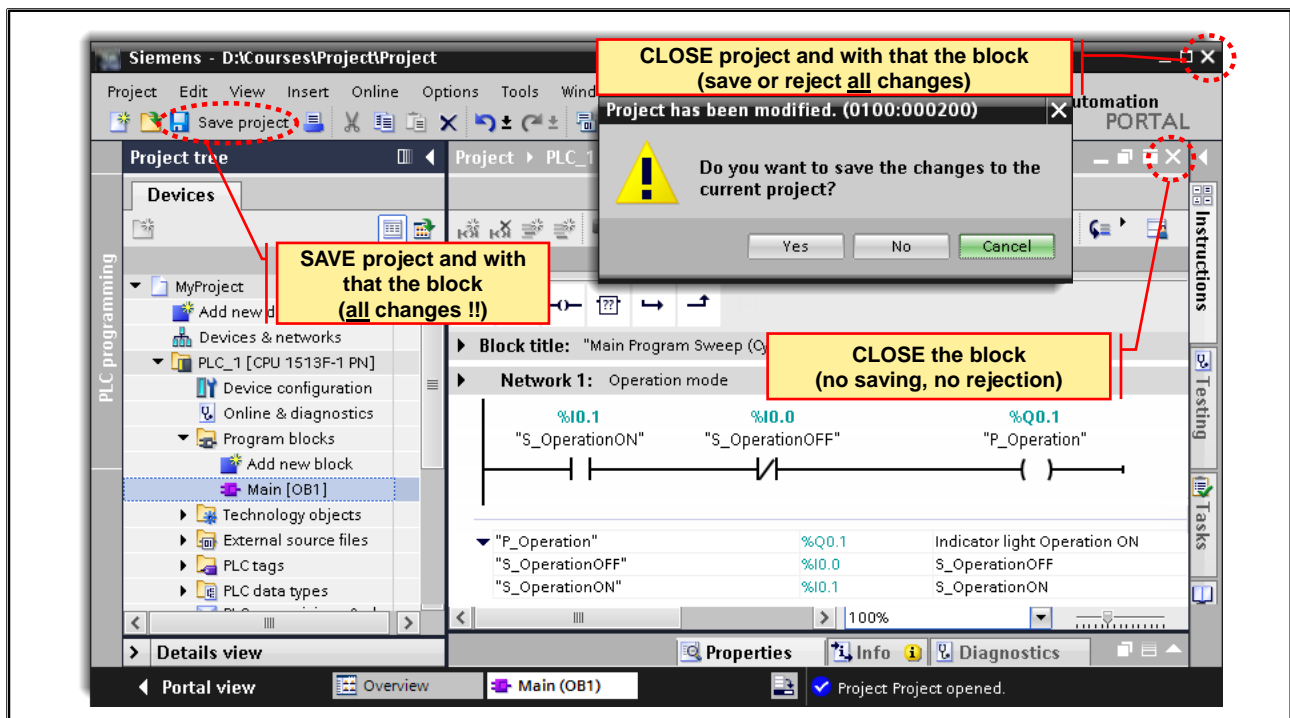 Siemens - D:\Courses\Project\Project
CLOSE project and with that the block
(save or reject all changes)
Project Edit View Insert Online Options Tools Wind
utomation
PORTAL
Save project
Project has been modified. (0100:000200)
Do you want to save the changes to the
current project?
Yes No Cancel
Project tree
Project PLC_1
Devices
SAVE project and with
that the block
(all changes !!)
PLC programming
MyProject
Add new d
Devices & networks
PLC_1 [CPU 1513F-1 PN]
Device configuration
Online & diagnostics
Program blocks
Add new block
Main [OB1]
Technology objects
External source files
PLC tags
PLC data types
Details view
??
Block title: "Main Program Sweep (Cy
CLOSE the block
(no saving, no rejection)
Network 1: Operation mode
%I0.1 %I0.0 %Q0.1
"S_OperationON" "S_OperationOFF" "P_Operation"
"P_Operation" %Q0.1 Indicator light Operation ON
"S_OperationOFF" %I0.0 S_OperationOFF
"S_OperationON" %I0.1 S_OperationON
100%
Instructions
Testing
Tasks
Properties Info Diagnostics
Portal view Overview Main (OB1) Project Project opened.